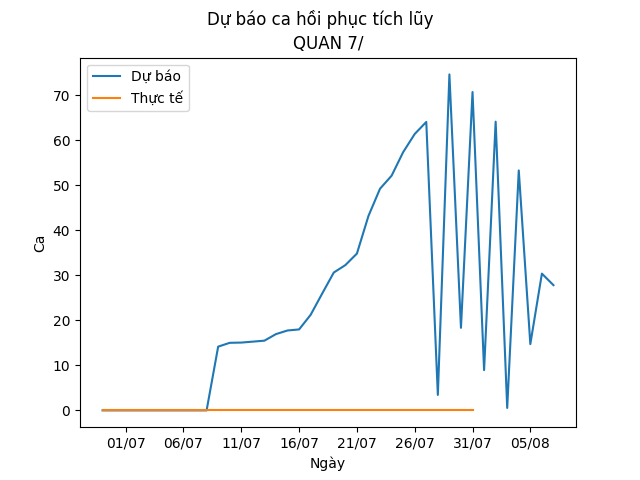 Dự báo ca hồi phục tích lũy
QUAN 7/
Dự báo
Thực tế
70
60
50
40
30
20
10
0
Ca
01/07 06/07 11/07 16/07 21/07 26/07 31/07 05/08
Ngày